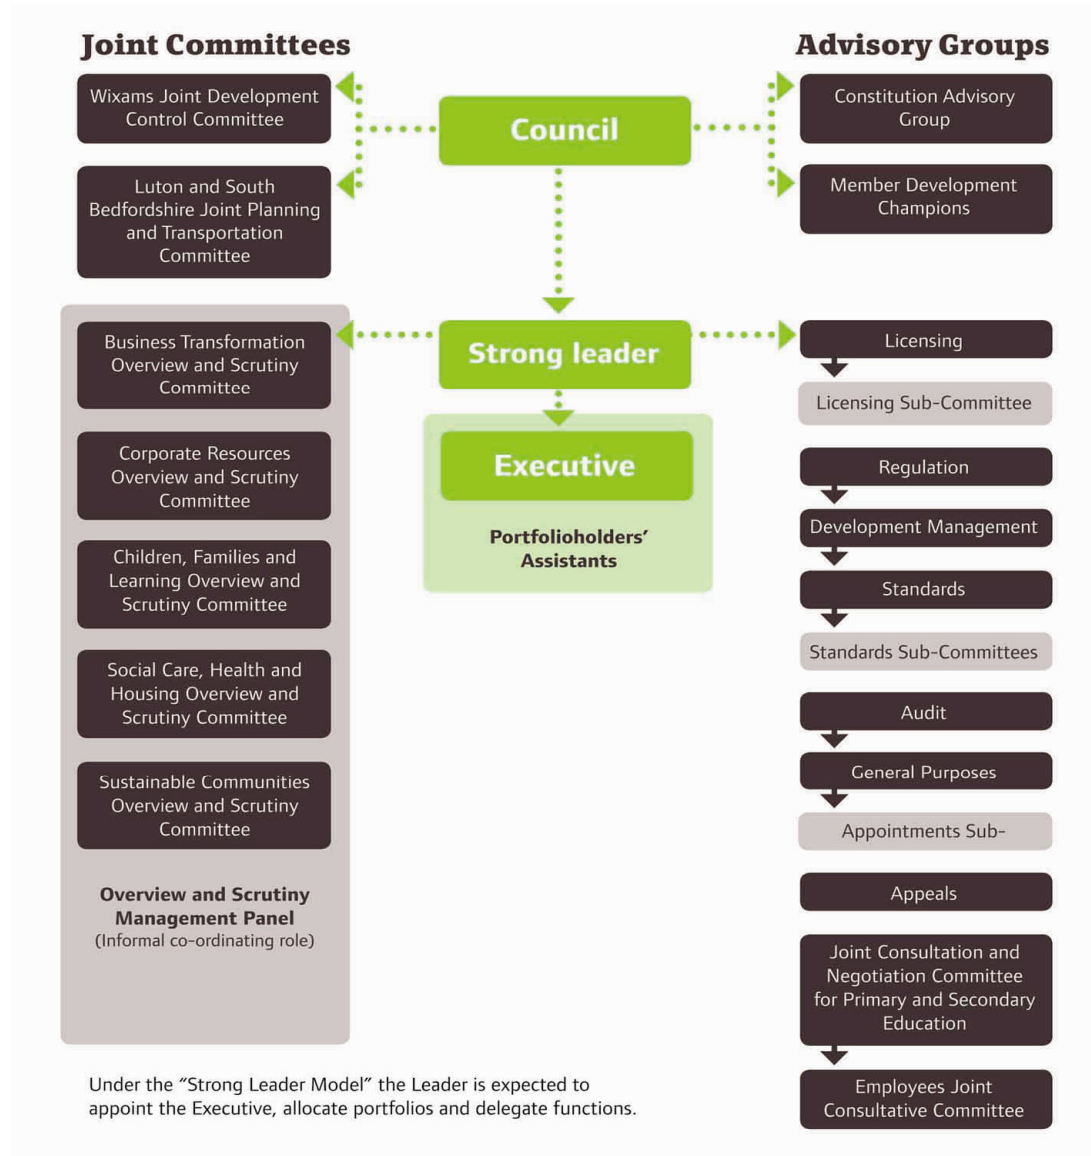 Joint Committees
Wixams Joint Development
Control Committee
Luton and South
Bedfordshire Joint Planning
and Transportation
Committee
Business Transformation
Overview and Scrutiny
Committee
Corporate Resources
Overview and Scrutiny
Committee
Children, Families and
Learning Overview and
Scrutiny Committee
Social Care, Health and
Housing Overview and
Scrutiny Committee
Sustainable Communities
Overview and Scrutiny
Committee
Overview and Scrutiny
Management Panel
(Informal co-ordinating role)
Council
Strong leader
Executive
Portfolioholders’
Assistants
Advisory Groups
Constitution Advisory
Group
Member Development
Champions
Licensing
Licensing Sub-Committee
Regulation
Development Management
Standards
Standards Sub-Committees
Audit
General Purposes
Appointments Sub-
Appeals
Joint Consultation and
Negotiation Committee
for Primary and Secondary
Education
Employees Joint
Consultative Committee
Under the “Strong Leader Model” the Leader is expected to
appoint the Executive, allocate portfolios and delegate functions.